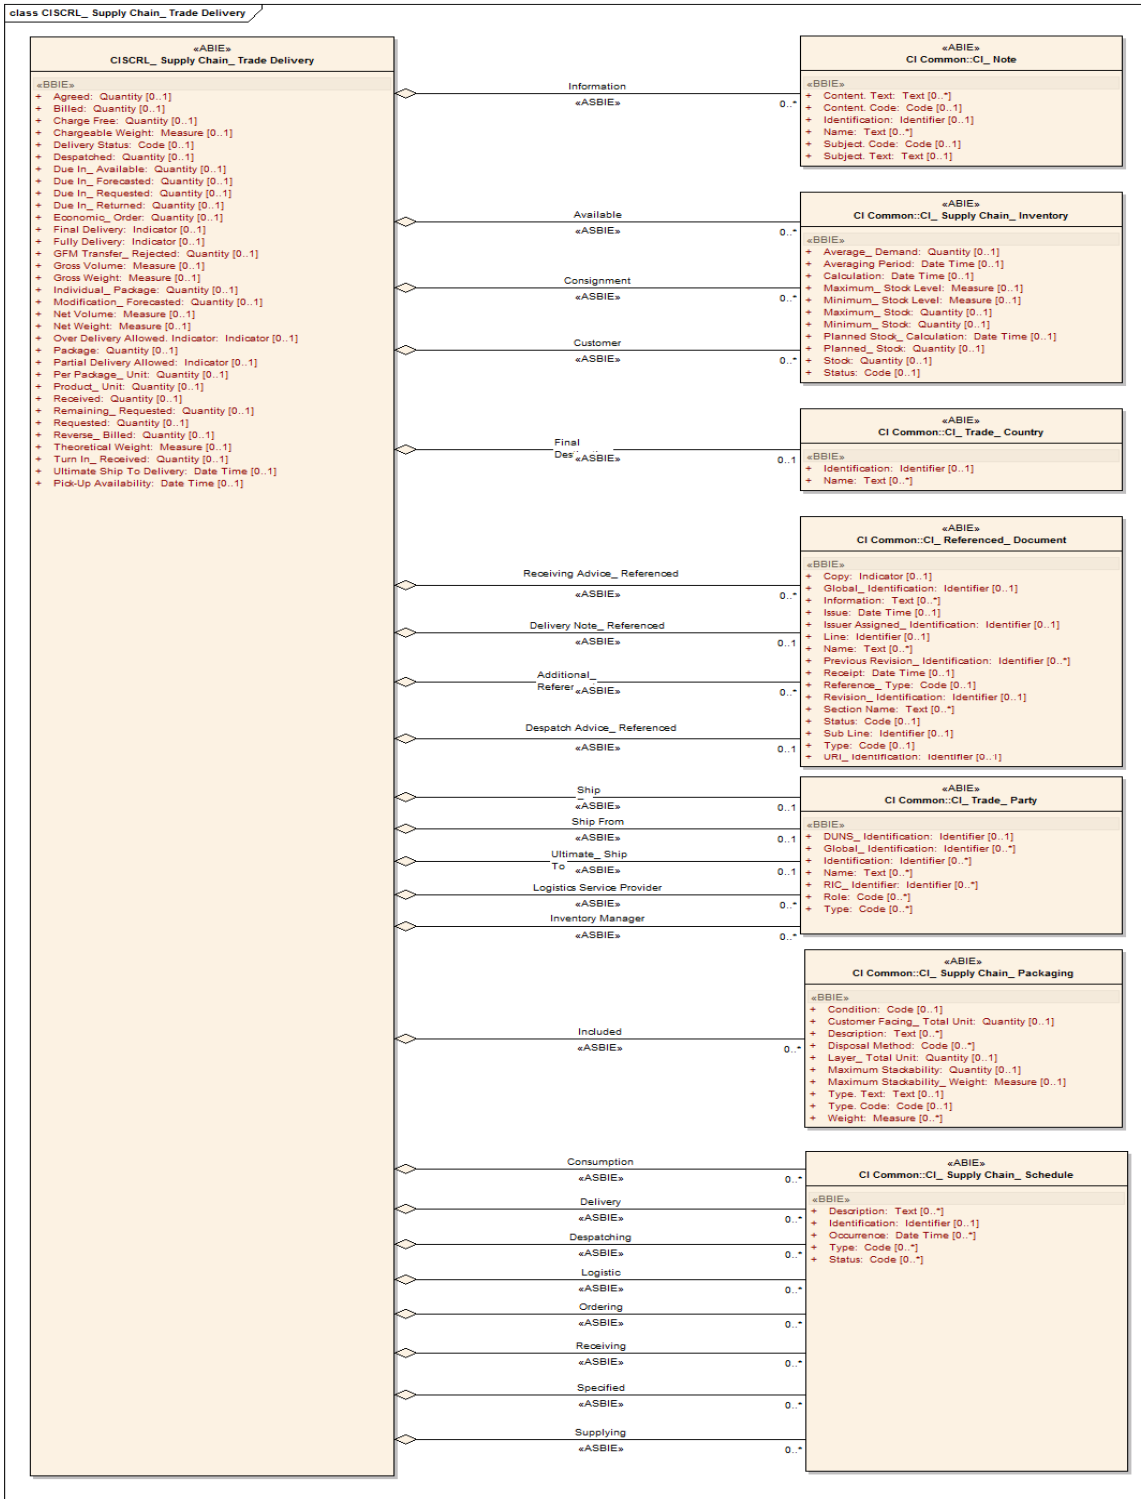 class CISCRL_ Supply Chain_ Trade Delivery
«ABIE»
CISCRL_ Supply Chain_ Trade Delivery
«BBIE»
+ Agreed: Quantity [0..1]
+ Billed: Quantity [0..1]
+ Charge Free: Quantity [0..1]
+ Chargeable Weight: Measure [0..1]
+ Delivery Status: Code [0..1]
+ Despatched: Quantity [0..1]
+ Due In_ Available: Quantity [0..1]
+ Due In_ Forecasted: Quantity [0..1]
+ Due In_ Requested: Quantity [0..1]
+ Due In_ Returned: Quantity [0..1]
+ Economic_ Order: Quantity [0..1]
+ Final Delivery: Indicator [0..1]
+ Fully Delivery: Indicator [0..1]
+ GFM Transfer_ Rejected: Quantity [0..1]
+ Gross Volume: Measure [0..1]
+ Gross Weight: Measure [0..1]
+ Individual_ Package: Quantity [0..1]
+ Modification_ Forecasted: Quantity [0..1]
+ Net Volume: Measure [0..1]
+ Net Weight: Measure [0..1]
+ Over Delivery Allowed. Indicator: Indicator [0..1]
+ Package: Quantity [0..1]
+ Partial Delivery Allowed: Indicator [0..1]
+ Per Package_ Unit: Quantity [0..1]
+ Product_ Unit: Quantity [0..1]
+ Received: Quantity [0..1]
+ Remaining_ Requested: Quantity [0..1]
+ Requested: Quantity [0..1]
+ Reverse_ Billed: Quantity [0..1]
+ Theoretical Weight: Measure [0..1]
+ Turn In_ Received: Quantity [0..1]
+ Ultimate Ship To Delivery: Date Time [0..1]
+ Pick-Up Availability: Date Time [0..1]
Information
«ASBIE»
0..*
«ABIE»
CI Common::CI_ Note
«BBIE»
+ Content. Text: Text [0..*]
+ Content. Code: Code [0..1]
+ Identification: Identifier [0..1]
+ Name: Text [0..*]
+ Subject. Code: Code [0..1]
+ Subject. Text: Text [0..1]
Available
«ASBIE»
0..*
Consignment
«ASBIE»
0..*
Customer
«ASBIE»
0..*
«ABIE»
CI Common::CI_ Supply Chain_ Inventory
«BBIE»
+ Average_ Demand: Quantity [0..1]
+ Averaging Period: Date Time [0..1]
+ Calculation: Date Time [0..1]
+ Maximum_ Stock Level: Measure [0..1]
+ Minimum_ Stock Level: Measure [0..1]
+ Maximum_ Stock: Quantity [0..1]
+ Minimum_ Stock: Quantity [0..1]
+ Planned Stock_ Calculation: Date Time [0..1]
+ Planned_ Stock: Quantity [0..1]
+ Stock: Quantity [0..1]
+ Status: Code [0..1]
Final
«ASBIE»
0..1
«ABIE»
CI Common::CI_ Trade_ Country
«BBIE»
+ Identification: Identifier [0..1]
+ Name: Text [0..*]
Receiving Advice_ Referenced
«ASBIE»
0..*
Delivery Note_ Referenced
«ASBIE»
0..1
Additional_
«ASBIE»
0..*
Despatch Advice_ Referenced
«ASBIE»
0..1
«ABIE»
CI Common::CI_ Referenced_ Document
«BBIE»
+ Copy: Indicator [0..1]
+ Global_ Identification: Identifier [0..1]
+ Information: Text [0..*]
+ Issue: Date Time [0..1]
+ Issuer Assigned_ Identification: Identifier [0..1]
+ Line: Identifier [0..1]
+ Name: Text [0..*]
+ Previous Revision_ Identification: Identifier [0..*]
+ Receipt: Date Time [0..1]
+ Reference_ Type: Code [0..1]
+ Revision_ Identification: Identifier [0..1]
+ Section Name: Text [0..*]
+ Status: Code [0..1]
+ Sub Line: Identifier [0..1]
+ Type: Code [0..1]
+ URI_ Identification: Identifier [0..1]
Ship
«ASBIE»
0..1
Ship From
«ASBIE»
0..1
Ultimate_ Ship
To «ASBIE»
0..1
Logistics Service Provider
«ASBIE»
0..*
Inventory Manager
«ASBIE»
0..*
«ABIE»
CI Common::CI_ Trade_ Party
«BBIE»
+ DUNS_ Identification: Identifier [0..1]
+ Global_ Identification: Identifier [0..*]
+ Identification: Identifier [0..*]
+ Name: Text [0..*]
+ RIC_ Identifier: Identifier [0..*]
+ Role: Code [0..*]
+ Type: Code [0..*]
Included
«ASBIE»
0..*
«ABIE»
CI Common::CI_ Supply Chain_ Packaging
«BBIE»
+ Condition: Code [0..1]
+ Customer Facing_ Total Unit: Quantity [0..1]
+ Description: Text [0..*]
+ Disposal Method: Code [0..*]
+ Layer_ Total Unit: Quantity [0..1]
+ Maximum Stackability: Quantity [0..1]
+ Maximum Stackability_ Weight: Measure [0..1]
+ Type. Text: Text [0..1]
+ Type. Code: Code [0..1]
+ Weight: Measure [0..*]
Consumption
«ASBIE»
0..*
Delivery
«ASBIE»
0..*
Despatching
«ASBIE»
0..*
Logistic
«ASBIE»
0..*
Ordering
«ASBIE»
0..*
Receiving
«ASBIE»
0..*
Specified
«ASBIE»
0..*
Supplying
«ASBIE»
0..*
«ABIE»
CI Common::CI_ Supply Chain_ Schedule
«BBIE»
+ Description: Text [0..*]
+ Identification: Identifier [0..1]
+ Occurrence: Date Time [0..*]
+ Type: Code [0..*]
+ Status: Code [0..*]